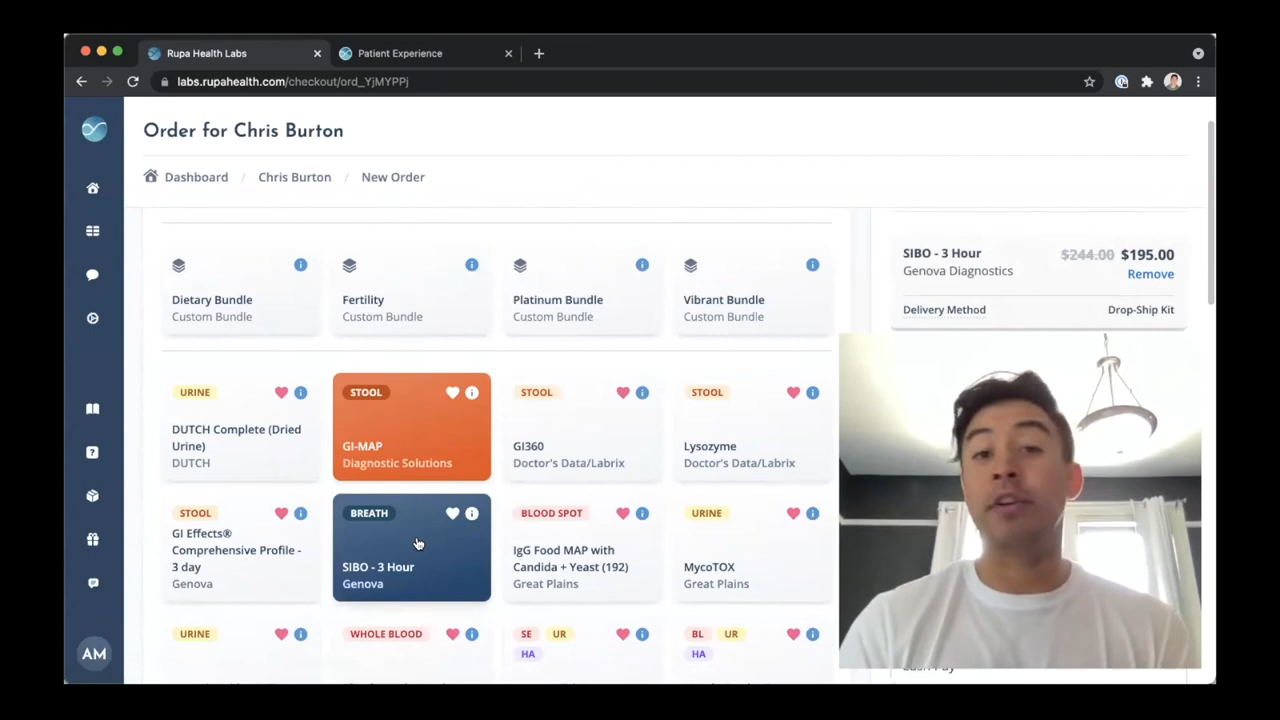 Rupa Health Labs
Patient Experience
labs.rupahealth.com/checkout/ord_YjMYPPj
Order for Chris Burton
Dashboard / Chris Burton / New Order
SIBO - 3 Hour $244.00 $195.00
Genova Diagnostics Remove
Delivery Method Drop-Ship Kit
Dietary Bundle
Custom Bundle
Fertility
Custom Bundle
Platinum Bundle
Custom Bundle
Vibrant Bundle
Custom Bundle
URINE
DUTCH Complete (Dried
Urine)
DUTCH
STOOL
GI-MAP
Diagnostic Solutions
STOOL
GI360
Doctor's Data/Labrix
STOOL
Lysozyme
Doctor's Data/Labrix
STOOL
GI Effects®
Comprehensive Profile -
3 day
Genova
BREATH
SIBO - 3 Hour
Genova
BLOOD SPOT
IgG Food MAP with
Candida + Yeast (192)
Great Plains
URINE
MycoTOX
Great Plains
URINE
WHOLE BLOOD
SE UR
HA
BL UR
HA
AM